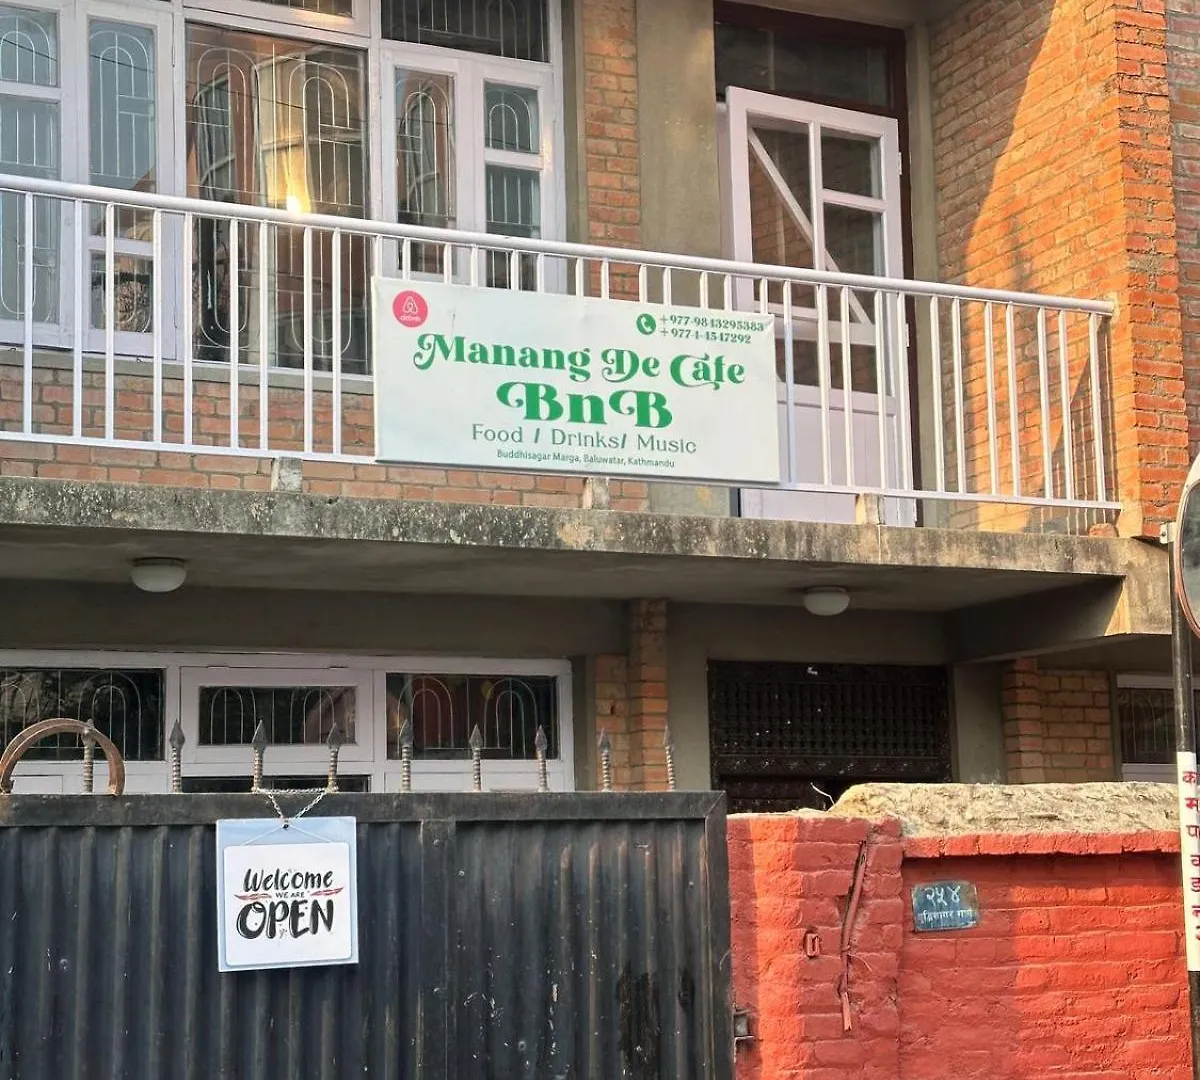 airbnb
+977-9843295383
+977-1-4547292
Manang De Cafe
BnB
Food / Drinks/ Music
Buddhisagar Marga, Baluwatar, Kathmandu
Welcome
WE ARE
OPEN
२५४